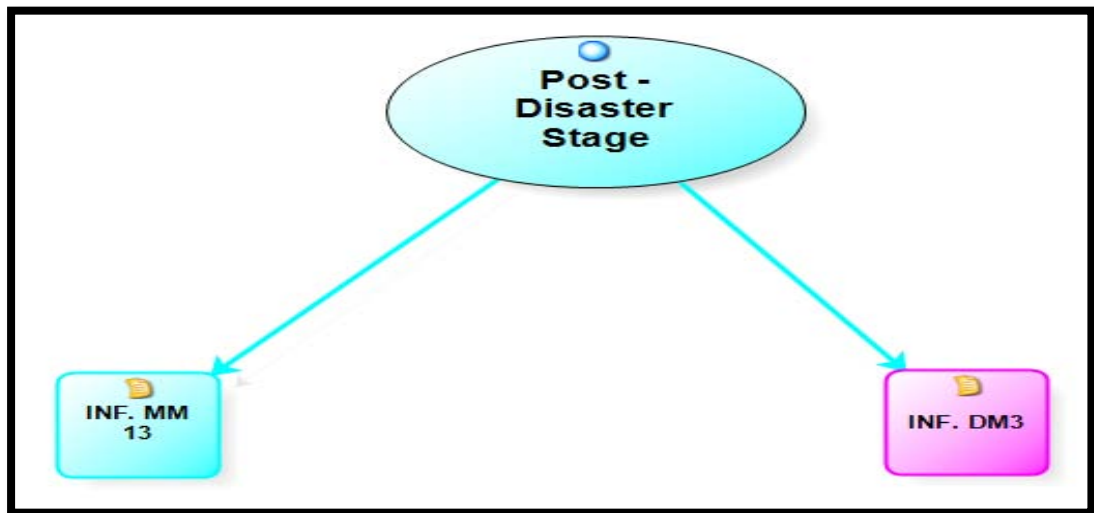 Post -
Disaster
Stage
INF. MM
13
INF. DM3